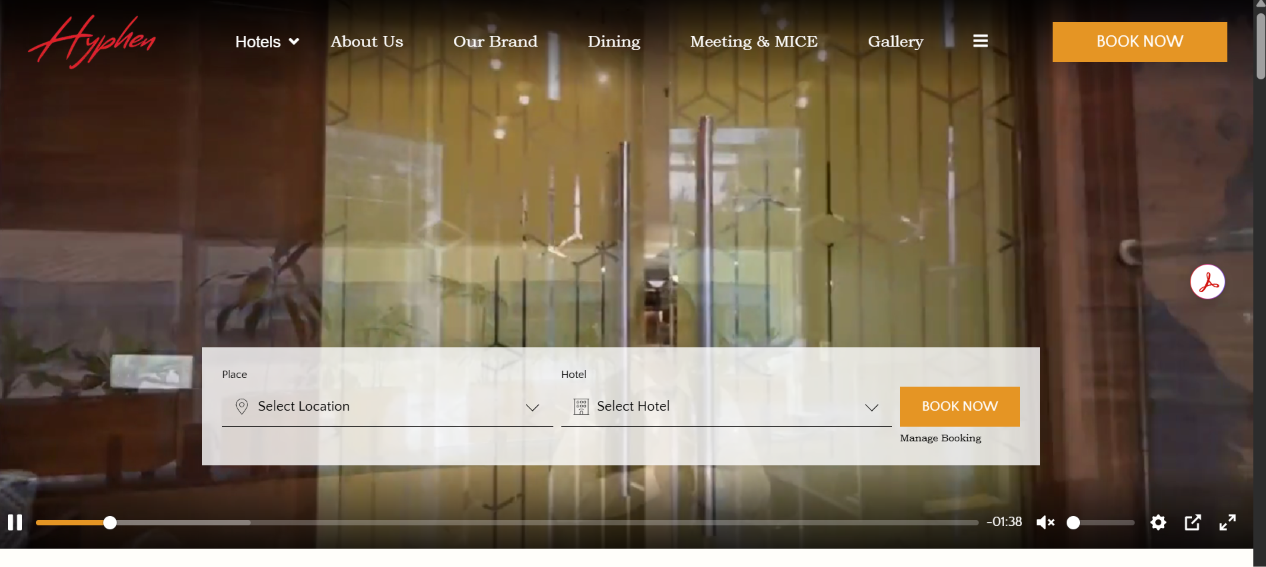 Hyphen
Hotels About Us Our Brand Dining Meeting & MICE Gallery BOOK NOW
Place Hotel
Select Location Select Hotel BOOK NOW
Manage Booking
-01:38